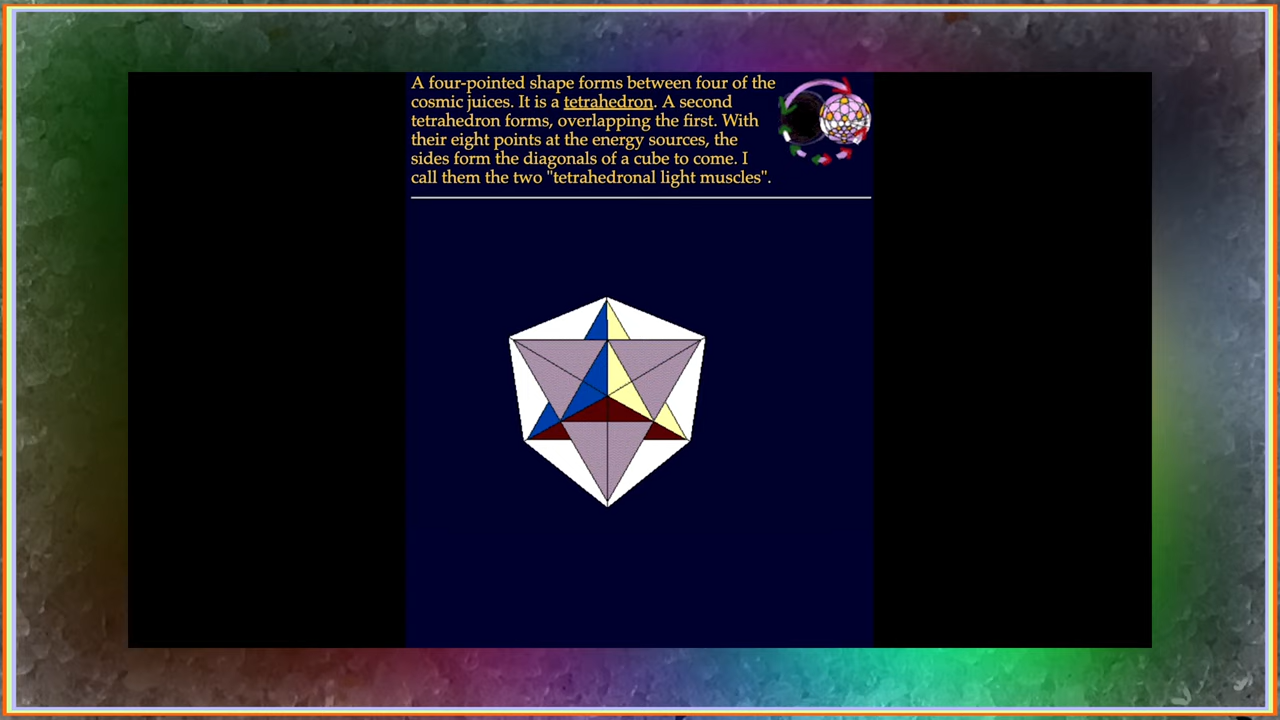 A four-pointed shape forms between four of the
cosmic juices. It is a tetrahedron. A second
tetrahedron forms, overlapping the first. With
their eight points at the energy sources, the
sides form the diagonals of a cube to come. I
call them the two "tetrahedronal light muscles".